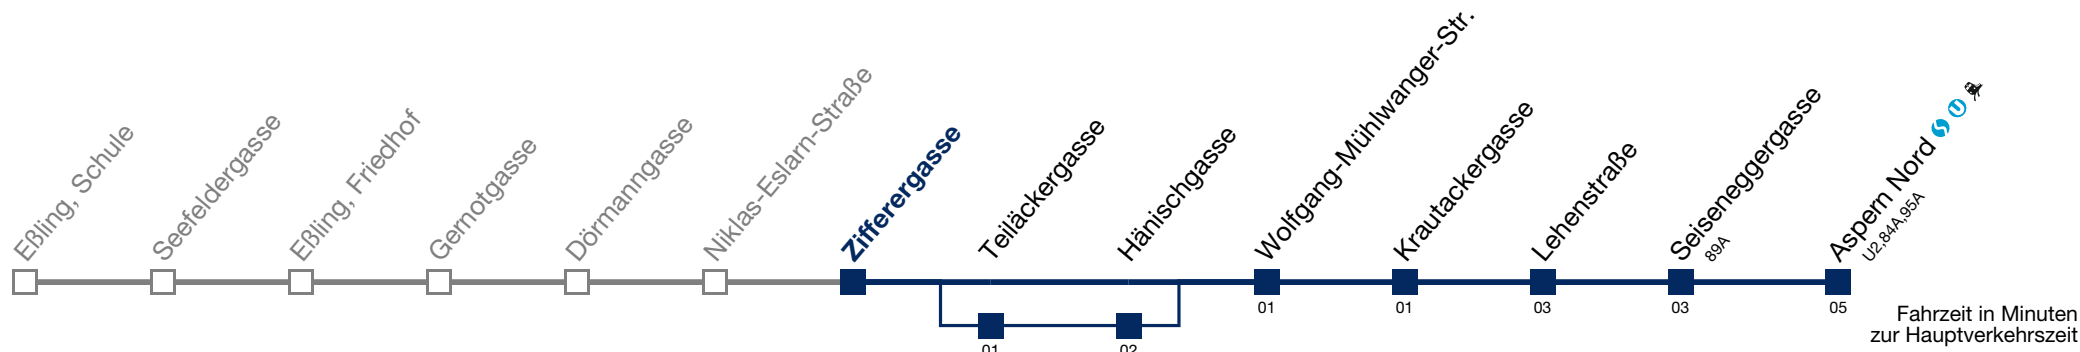 Eßling, Schule
Seefeldergasse
Eßling, Friedhof
Gernotgasse
Dörmanngasse
Niklas-Eslarn-Straße
Ziffererergasse
Teiläckergasse
Hänischgasse
Wolfgang-Mühlwanger-Str.
Krautackergasse
Lehenstraße
Seiseneggergasse
89A
Aspern Nord S U
U2,84A,95A
01
02
01
01
03
03
05
Fahrzeit in Minuten
zur Hauptverkehrszeit